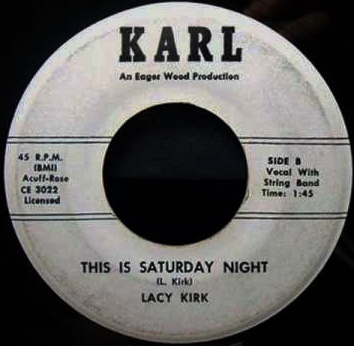 KARL
An Eager Wood Production
45 R.P.M.
(BMI)
Acuff-Rose
CE 3022
Licensed
SIDE B
Vocal With
String Band
Time: 1:45
THIS IS SATURDAY NIGHT
(L. Kirk)
LACY KIRK